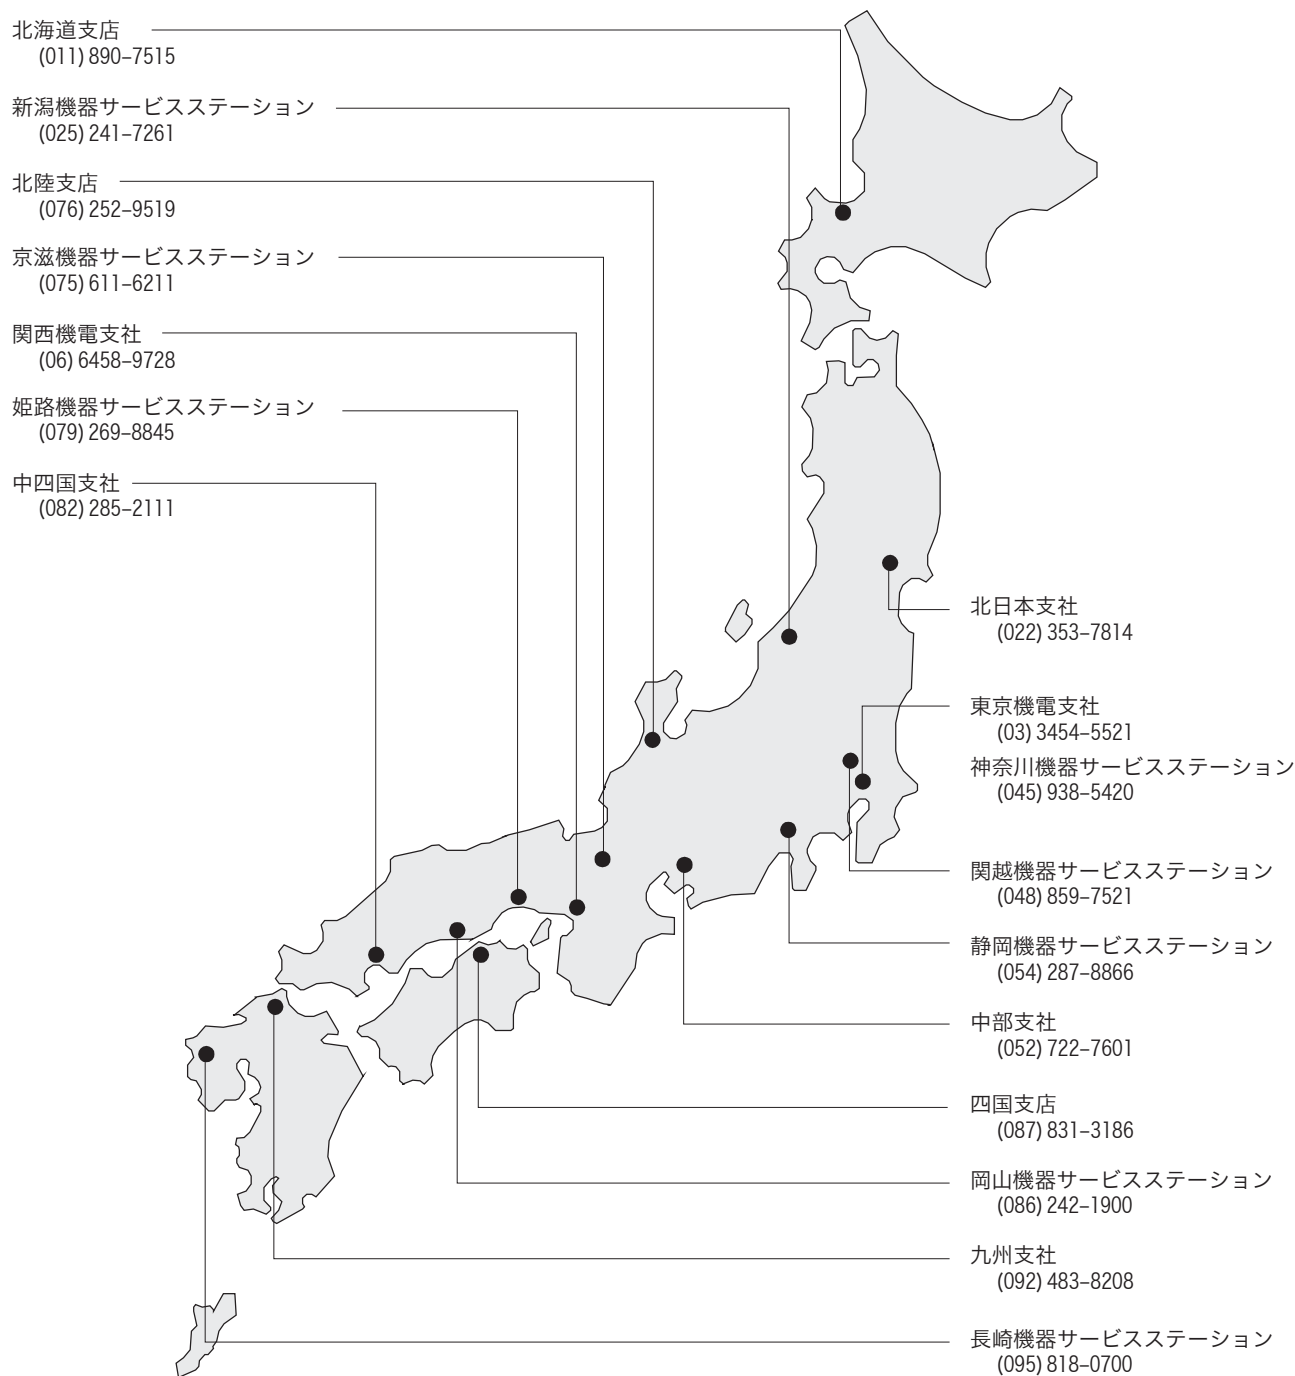 北海道支店
(011) 890–7515
新潟機器サービスステーション
(025) 241–7261
北陸支店
(076) 252–9519
京滋機器サービスステーション
(075) 611–6211
関西機電支社
(06) 6458–9728
姫路機器サービスステーション
(079) 269–8845
中四国支社
(082) 285–2111
北日本支社
(022) 353–7814
東京機電支社
(03) 3454–5521
神奈川機器サービスステーション
(045) 938–5420
関越機器サービスステーション
(048) 859–7521
静岡機器サービスステーション
(054) 287–8866
中部支社
(052) 722–7601
四国支店
(087) 831–3186
岡山機器サービスステーション
(086) 242–1900
九州支社
(092) 483–8208
長崎機器サービスステーション
(095) 818–0700